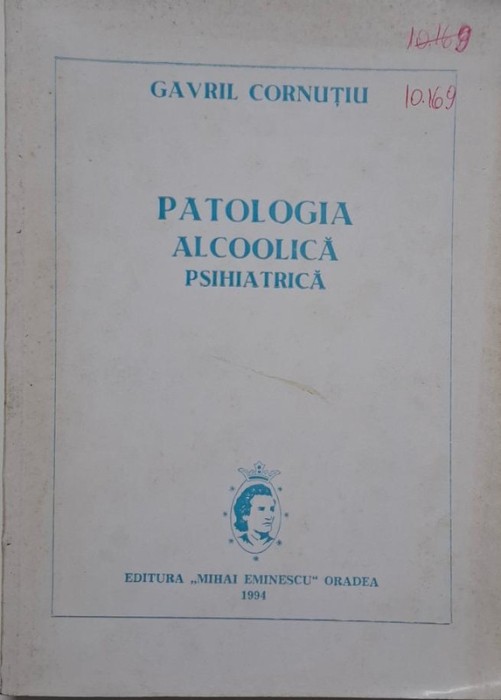 10.169
10.169
GAVRIL CORNUȚIU
PATOLOGIA
ALCOOLICĂ
PSIHIATRICĂ
EDITURA „MIHAI EMINESCU“ ORADEA
1994